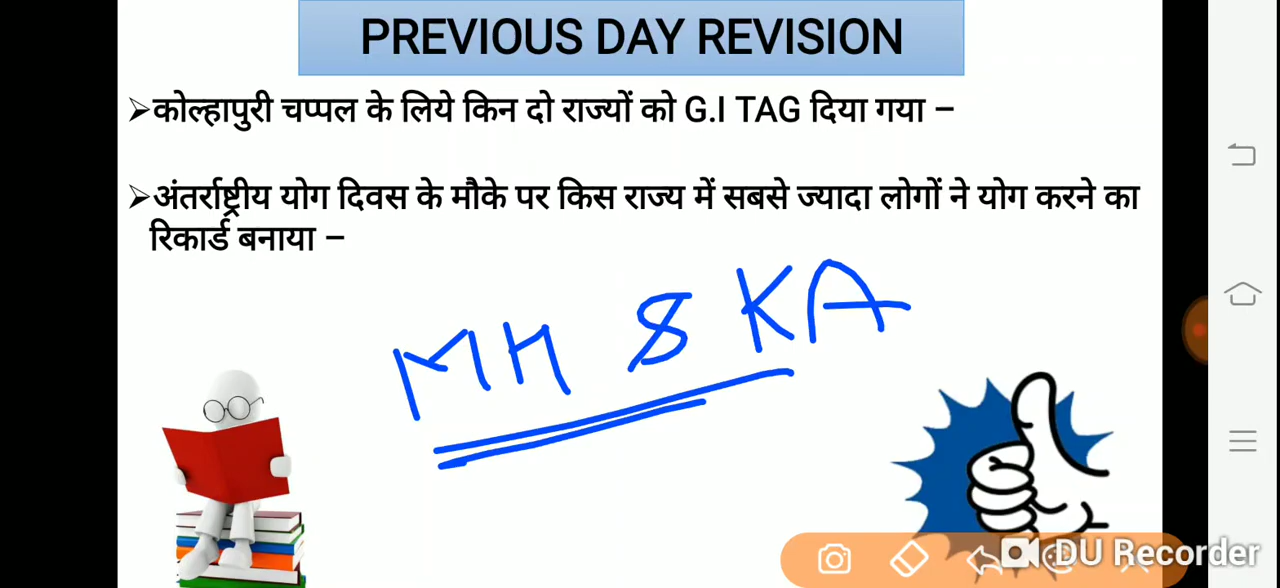 PREVIOUS DAY REVISION
➢कोल्हापुरी चप्पल के लिये किन दो राज्यों को G.I TAG दिया गया –
➢अंतर्राष्ट्रीय योग दिवस के मौके पर किस राज्य में सबसे ज्यादा लोगों ने योग करने का
रिकार्ड बनाया –
MH & KA
DU Recorder